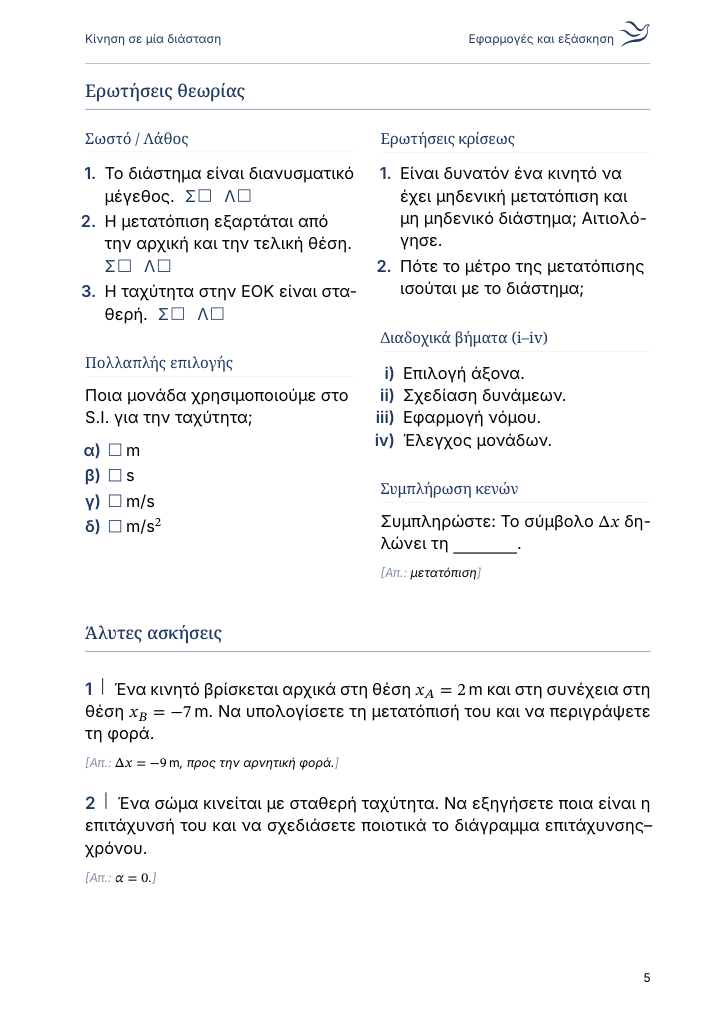 Κίνηση σε μία διάσταση
Εφαρμογές και εξάσκηση
Ερωτήσεις θεωρίας
Σωστό / Λάθος
1. Το διάστημα είναι διανυσματικό
μέγεθος. Σ☐ Λ☐
2. Η μετατόπιση εξαρτάται από
την αρχική και την τελική θέση.
Σ☐ Λ☐
3. Η ταχύτητα στην ΕΟΚ είναι στα-
θερή. Σ☐ Λ☐
Πολλαπλής επιλογής
Ποια μονάδα χρησιμοποιούμε στο
S.I. για την ταχύτητα;
α) ☐ m
β) ☐ s
γ) ☐ m/s
δ) ☐ m/s²
Ερωτήσεις κρίσεως
1. Είναι δυνατόν ένα κινητό να
έχει μηδενική μετατόπιση και
μη μηδενικό διάστημα; Αιτιολό-
γησε.
2. Πότε το μέτρο της μετατόπισης
ισούται με το διάστημα;
Διαδοχικά βήματα (i–iv)
i) Επιλογή άξονα.
ii) Σχεδίαση δυνάμεων.
iii) Εφαρμογή νόμου.
iv) Έλεγχος μονάδων.
Συμπλήρωση κενών
Συμπληρώστε: Το σύμβολο Δx δη-
λώνει τη ________.
[Απ.: μετατόπιση]
Άλυτες ασκήσεις
1 | Ένα κινητό βρίσκεται αρχικά στη θέση x_A = 2 m και στη συνέχεια στη
θέση x_B = −7 m. Να υπολογίσετε τη μετατόπισή του και να περιγράψετε
τη φορά.
[Απ.: Δx = −9 m, προς την αρνητική φορά.]
2 | Ένα σώμα κινείται με σταθερή ταχύτητα. Να εξηγήσετε ποια είναι η
επιτάχυνσή του και να σχεδιάσετε ποιοτικά το διάγραμμα επιτάχυνσης–
χρόνου.
[Απ.: α = 0.]
5